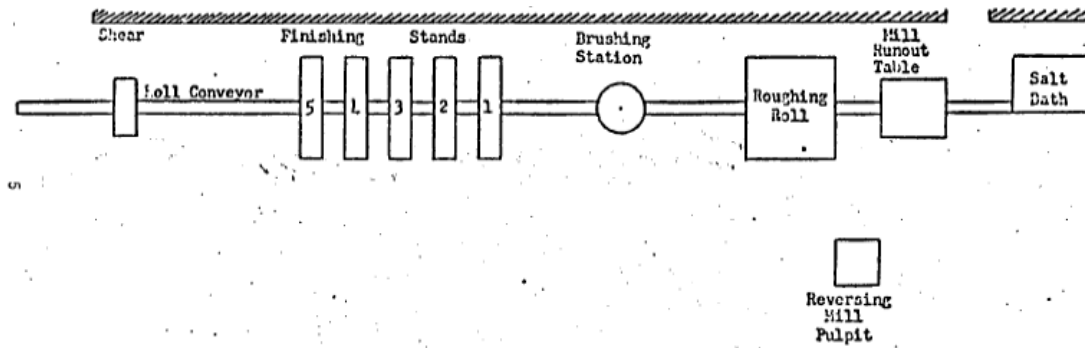 Shear
Finishing Stands
Brushing
Station
Mill
Runout
Table
Roll Conveyor
5
4
3
2
1
Roughing
Roll
Salt
Bath
5
Reversing
Mill
Pulpit